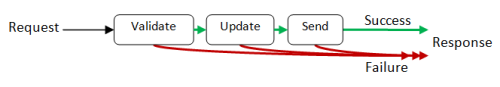 Request
Validate
Update
Send
Success
Response
Failure